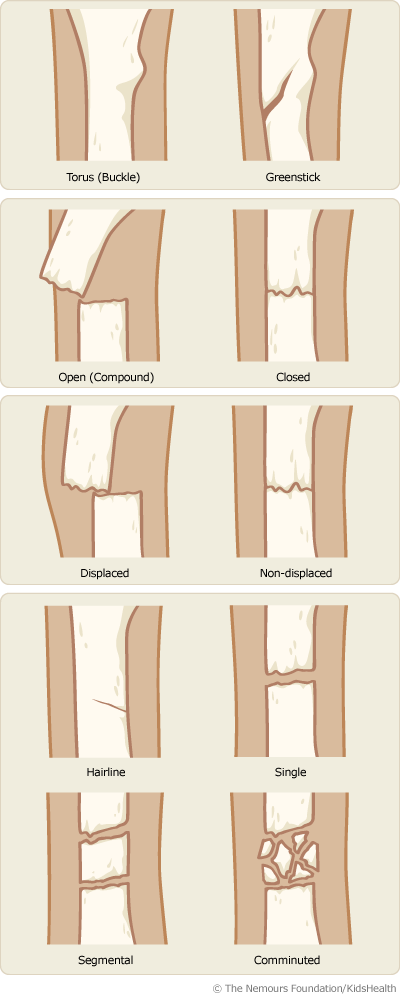 Torus (Buckle)
Greenstick
Open (Compound)
Closed
Displaced
Non-displaced
Hairline
Single
Segmental
Comminuted
© The Nemours Foundation/KidsHealth